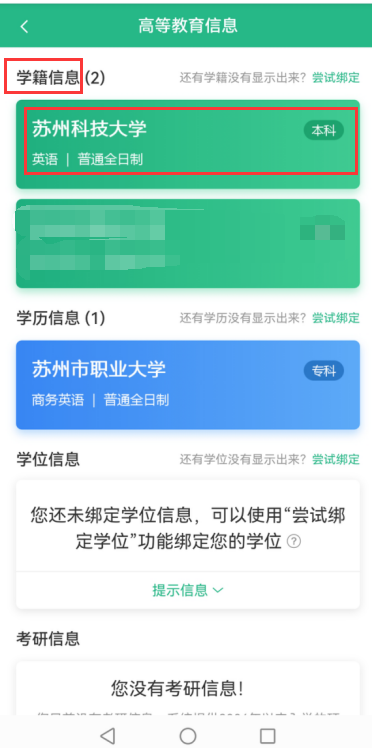 高等教育信息
学籍信息 (2)
还有学籍没有显示出来？尝试绑定
苏州科技大学
本科
英语 | 普通全日制
学历信息 (1)
还有学历没有显示出来？尝试绑定
苏州市职业大学
专科
商务英语 | 普通全日制
学位信息
还有学位没有显示出来？尝试绑定
您还未绑定学位信息，可以使用“尝试绑
定学位”功能绑定您的学位 ?
提示信息
考研信息
您没有考研信息！